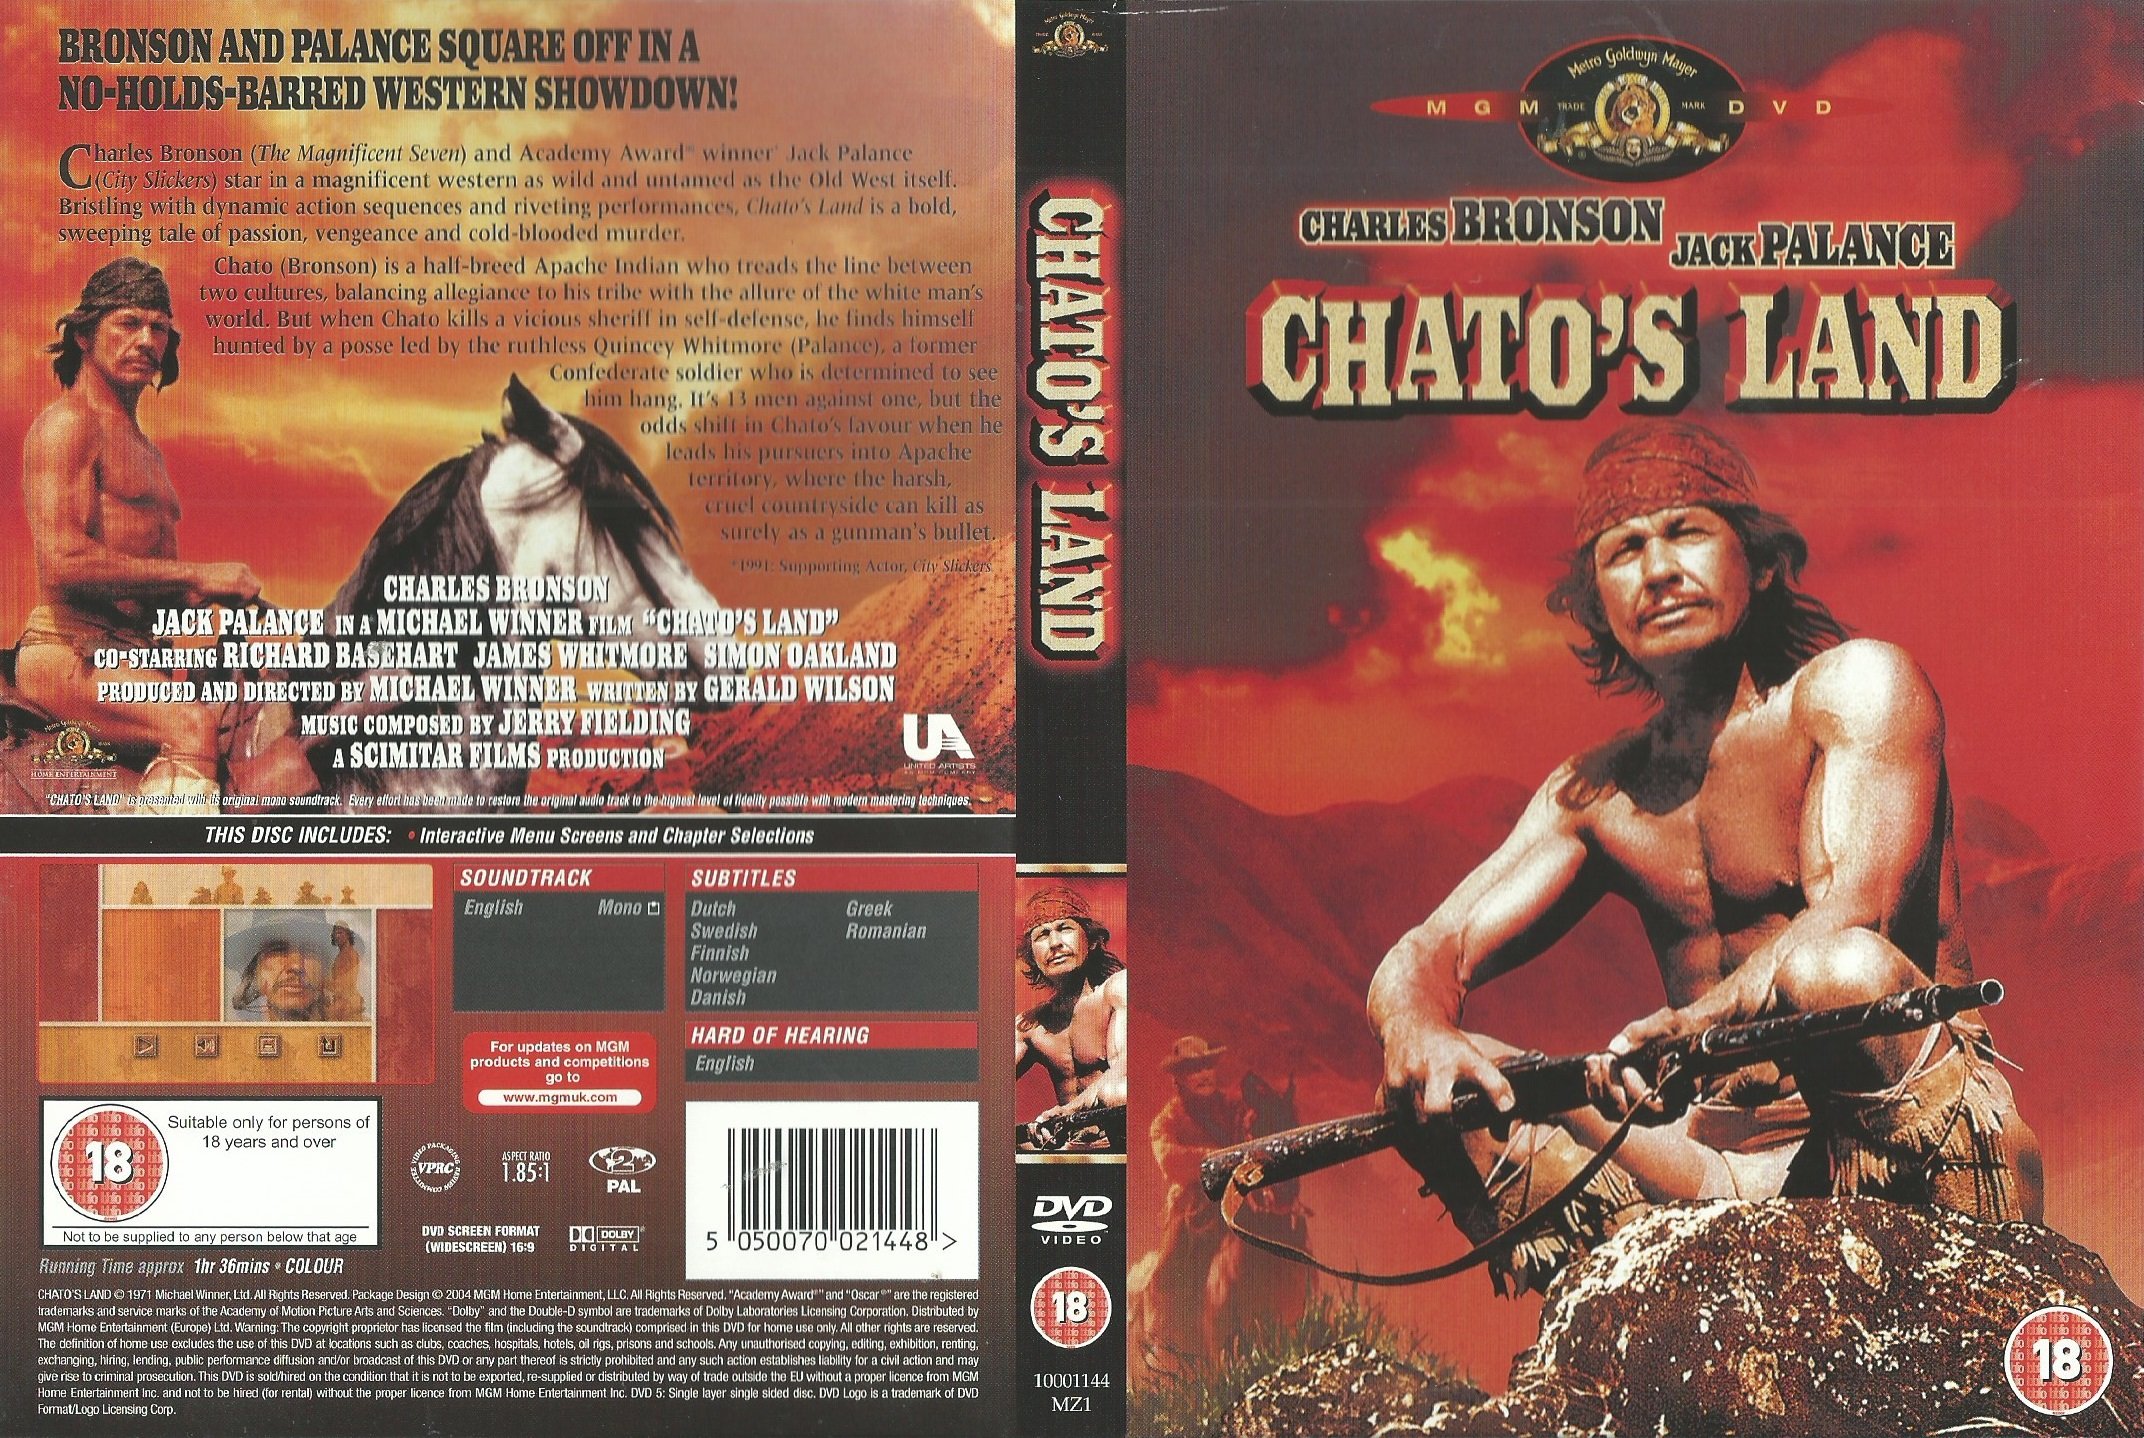 BRONSON AND PALANCE SQUARE OFF IN A
NO-HOLDS-BARRED WESTERN SHOWDOWN!
Charles Bronson (The Magnificent Seven) and Academy Award® winner* Jack Palance
(City Slickers) star in a magnificent western as wild and untamed as the Old West itself.
Bristling with dynamic action sequences and riveting performances, Chato's Land is a bold,
sweeping tale of passion, vengeance and cold-blooded murder.
Chato (Bronson) is a half-breed Apache Indian who treads the line between
two cultures, balancing allegiance to his tribe with the allure of the white man's
world. But when Chato kills a vicious sheriff in self-defense, he finds himself
hunted by a posse led by the ruthless Quincey Whitmore (Palance), a former
Confederate soldier who is determined to see
him hang. It's 13 men against one, but the
odds shift in Chato's favour when he
leads his pursuers into Apache
territory, where the harsh,
cruel countryside can kill as
surely as a gunman's bullet.
*1991: Supporting Actor, City Slickers
CHARLES BRONSON
JACK PALANCE IN A MICHAEL WINNER FILM "CHATO'S LAND"
CO-STARRING RICHARD BASEHART JAMES WHITMORE SIMON OAKLAND
PRODUCED AND DIRECTED BY MICHAEL WINNER WRITTEN BY GERALD WILSON
MUSIC COMPOSED BY JERRY FIELDING
A SCIMITAR FILMS PRODUCTION
HOME ENTERTAINMENT
UA
UNITED ARTISTS
AN MGM COMPANY
"CHATO'S LAND" is presented with its original mono soundtrack. Every effort has been made to restore the original audio track to the highest level of fidelity possible with modern mastering techniques.
THIS DISC INCLUDES: • Interactive Menu Screens and Chapter Selections
SOUNDTRACK
English Mono
SUBTITLES
Dutch Greek
Swedish Romanian
Finnish
Norwegian
Danish
HARD OF HEARING
English
For updates on MGM
products and competitions
go to
www.mgmuk.com
18
Suitable only for persons of
18 years and over
Not to be supplied to any person below that age
VIDEO PACKAGING REVIEW COMMITTEE
VPRC
ASPECT RATIO
1.85:1
2
PAL
DVD SCREEN FORMAT
(WIDESCREEN) 16:9
DOLBY
DIGITAL
5 050070 021448 >
Running Time approx 1hr 36mins • COLOUR
CHATO'S LAND © 1971 Michael Winner, Ltd. All Rights Reserved. Package Design © 2004 MGM Home Entertainment, LLC. All Rights Reserved. "Academy Award®" and "Oscar®" are the registered
trademarks and service marks of the Academy of Motion Picture Arts and Sciences. "Dolby" and the Double-D symbol are trademarks of Dolby Laboratories Licensing Corporation. Distributed by
MGM Home Entertainment (Europe) Ltd. Warning: The copyright proprietor has licensed the film (including the soundtrack) comprised in this DVD for home use only. All other rights are reserved.
The definition of home use excludes the use of this DVD at locations such as clubs, coaches, hospitals, hotels, oil rigs, prisons and schools. Any unauthorised copying, editing, exhibition, renting,
exchanging, hiring, lending, public performance diffusion and/or broadcast of this DVD or any part thereof is strictly prohibited and any such action establishes liability for a civil action and may
give rise to criminal prosecution. This DVD is sold/hired on the condition that it is not to be exported, re-supplied or distributed by way of trade outside the EU without a proper licence from MGM
Home Entertainment Inc. and not to be hired (for rental) without the proper licence from MGM Home Entertainment Inc. DVD 5: Single layer single sided disc. DVD Logo is a trademark of DVD
Format/Logo Licensing Corp.
CHATO'S LAND
DVD
VIDEO
18
10001144
MZ1
Metro Goldwyn Mayer
MGM TRADE MARK DVD
CHARLES BRONSON
JACK PALANCE
CHATO'S LAND
18